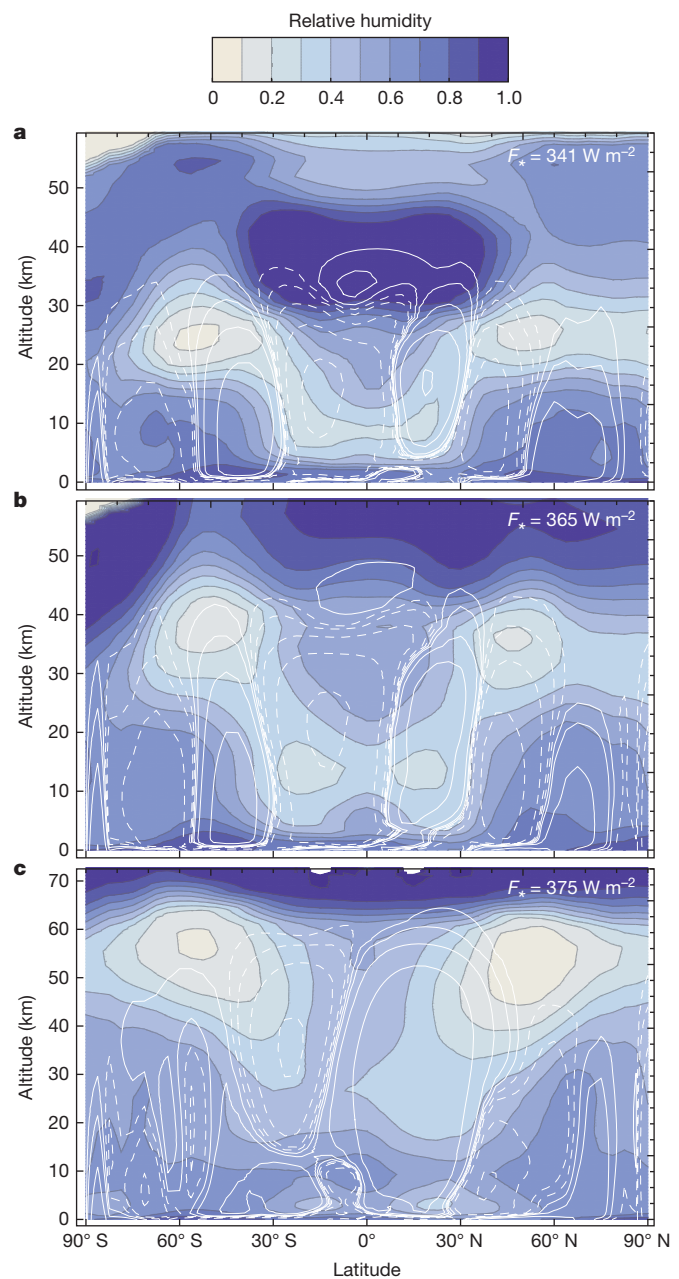 Relative humidity
0 0.2 0.4 0.6 0.8 1.0
a
F⋆ = 341 W m⁻²
50
40
30
20
10
0
Altitude (km)
b
F⋆ = 365 W m⁻²
50
40
30
20
10
0
Altitude (km)
c
F⋆ = 375 W m⁻²
70
60
50
40
30
20
10
0
Altitude (km)
90° S 60° S 30° S 0° 30° N 60° N 90° N
Latitude